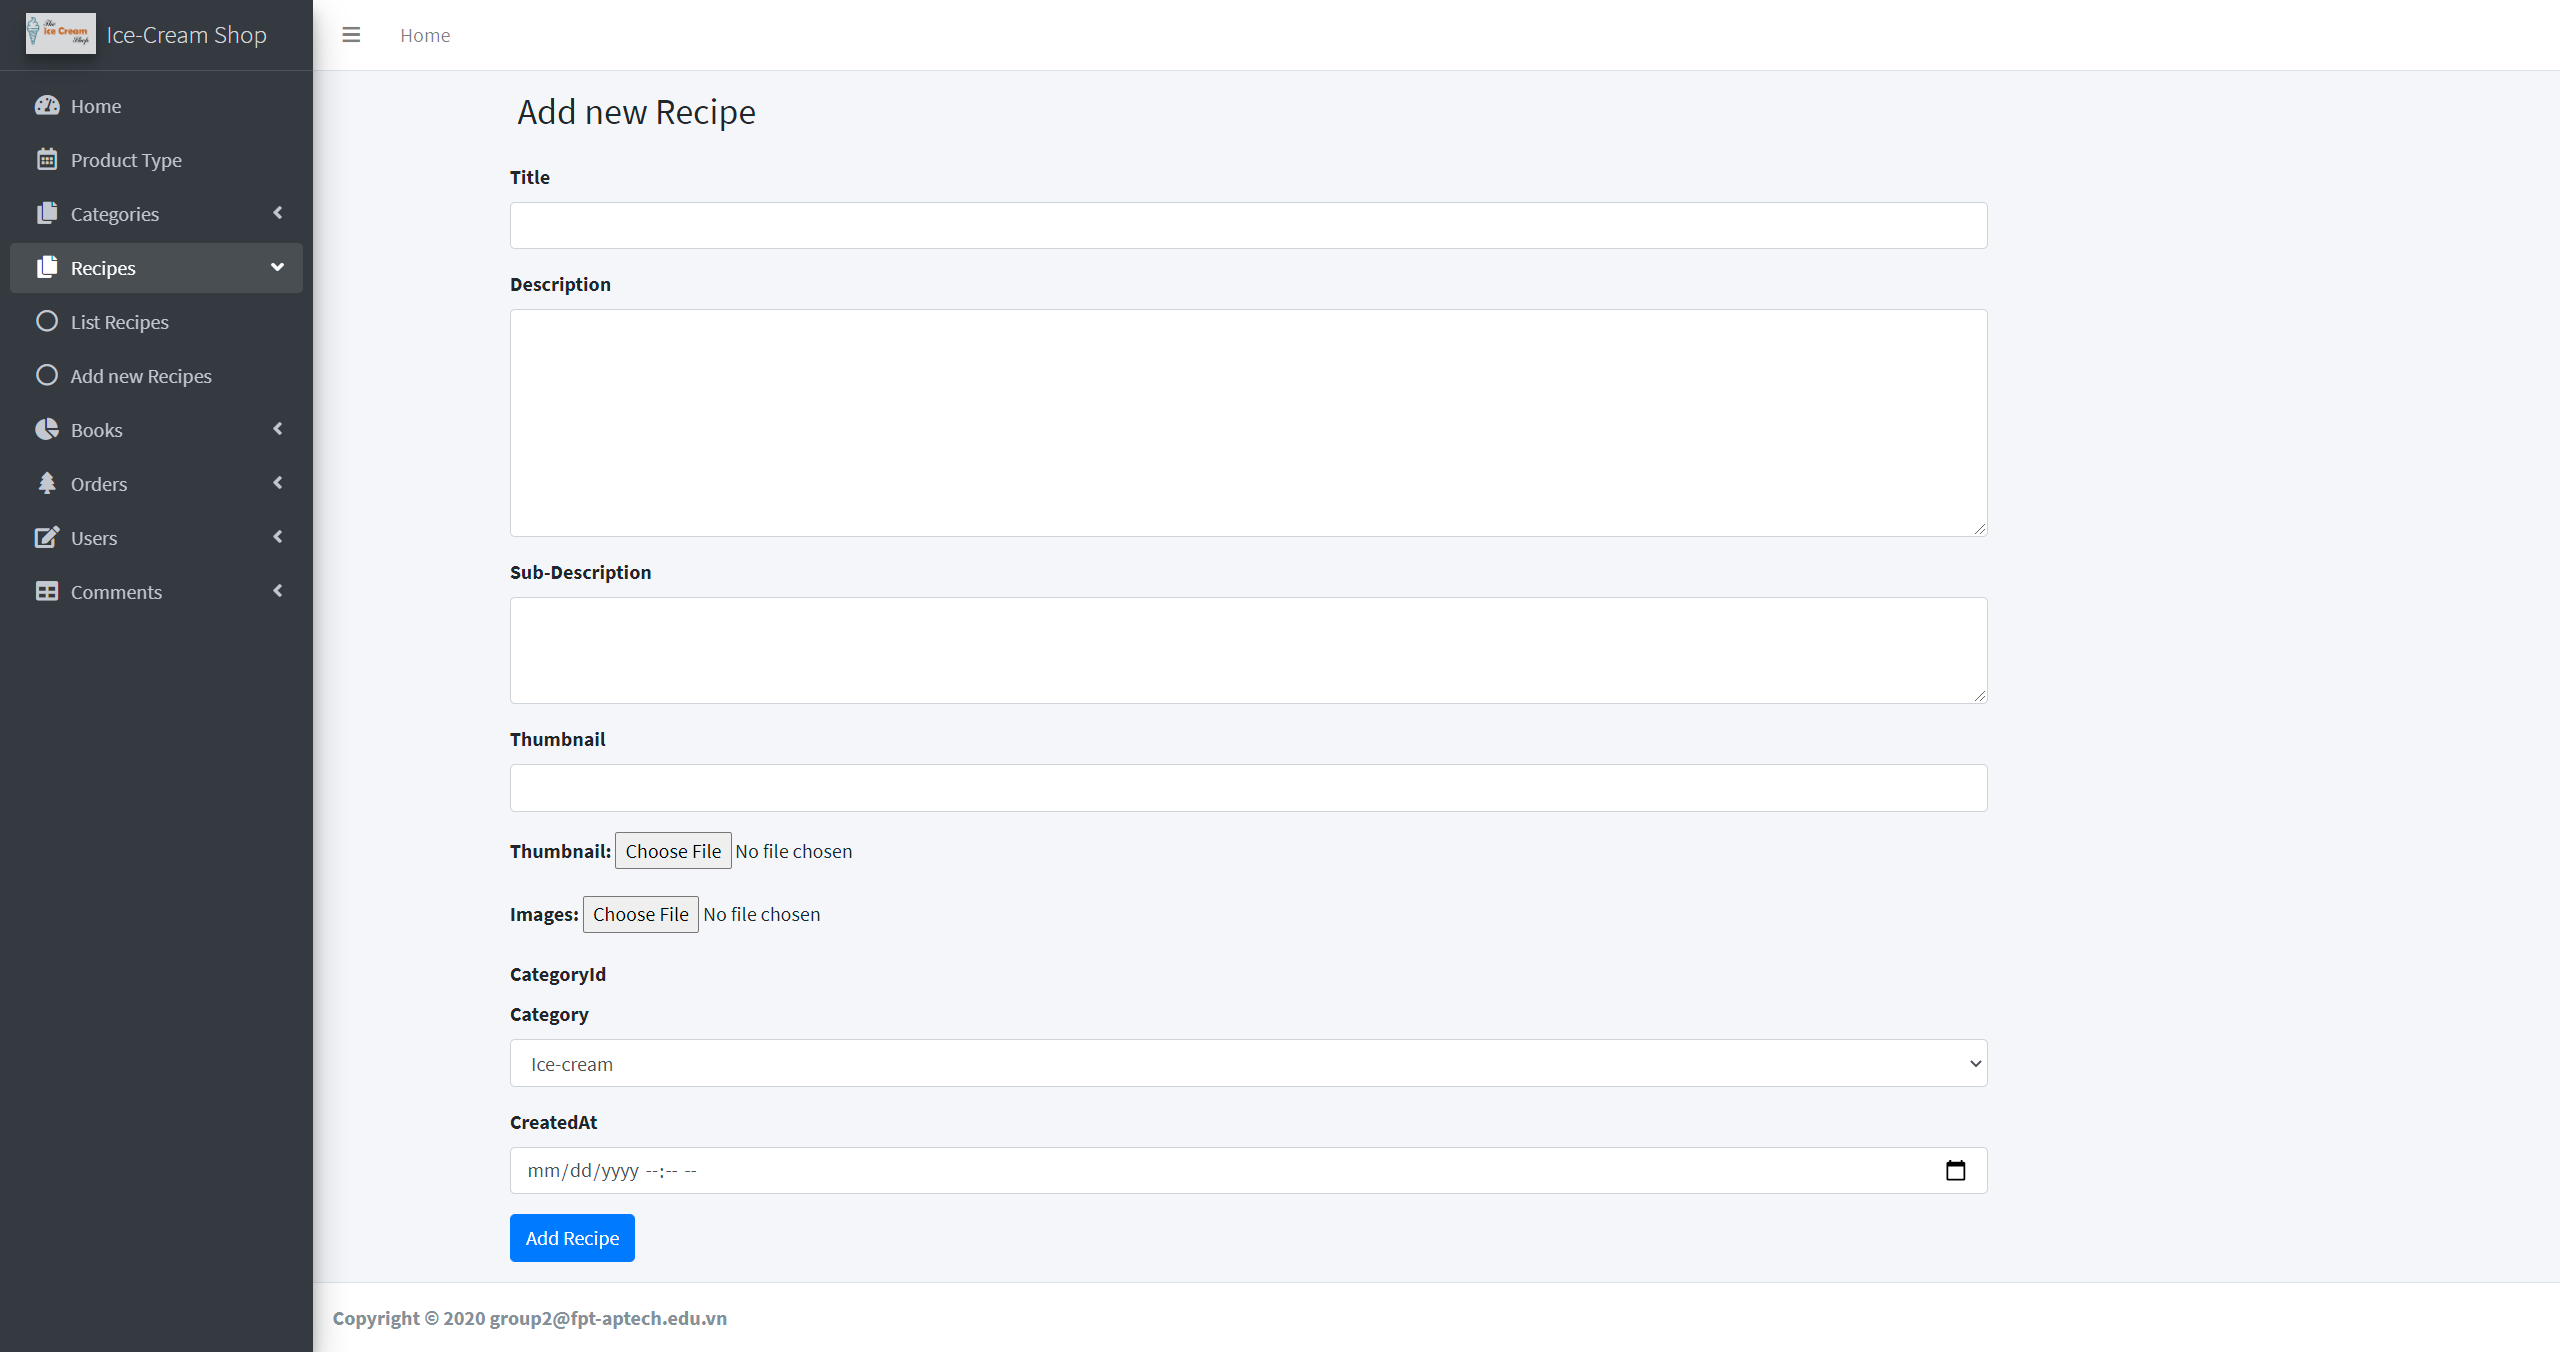 The
Ice Cream
Shop
Ice-Cream Shop
Home
Home
Product Type
Categories
Recipes
List Recipes
Add new Recipes
Books
Orders
Users
Comments
Add new Recipe
Title
Description
Sub-Description
Thumbnail
Thumbnail: Choose File No file chosen
Images: Choose File No file chosen
CategoryId
Category
Ice-cream
CreatedAt
mm/dd/yyyy --:-- --
Add Recipe
Copyright © 2020 group2@fpt-aptech.edu.vn